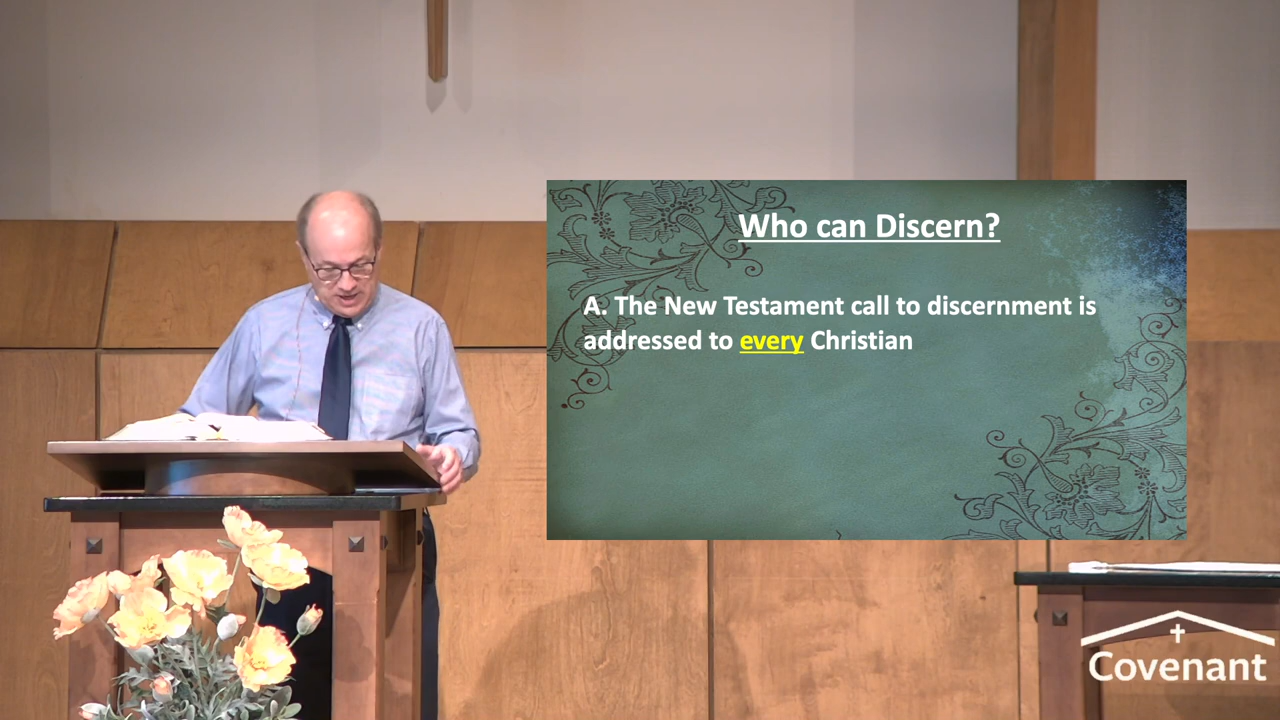 Who can Discern?
A. The New Testament call to discernment is
addressed to every Christian
Covenant